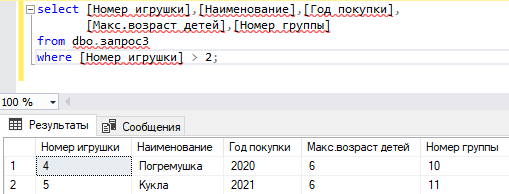 select [Номер игрушки],[Наименование],[Год покупки],
[Макс.возраст детей],[Номер группы]
from dbo.запрос3
where [Номер игрушки] > 2;
100 %
Результаты Сообщения
Номер игрушки Наименование Год покупки Макс.возраст детей Номер группы
1 4 Погремушка 2020 6 10
2 5 Кукла 2021 6 11